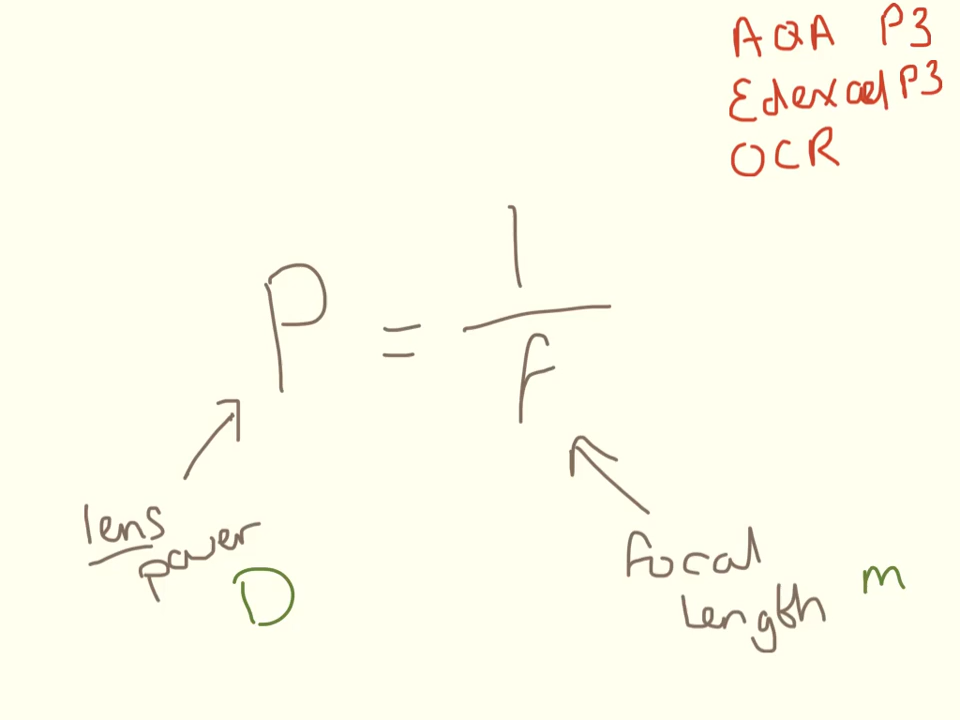 AQA P3
Edexcel P3
OCR
P = 1
f
lens
power
D
focal
length
m